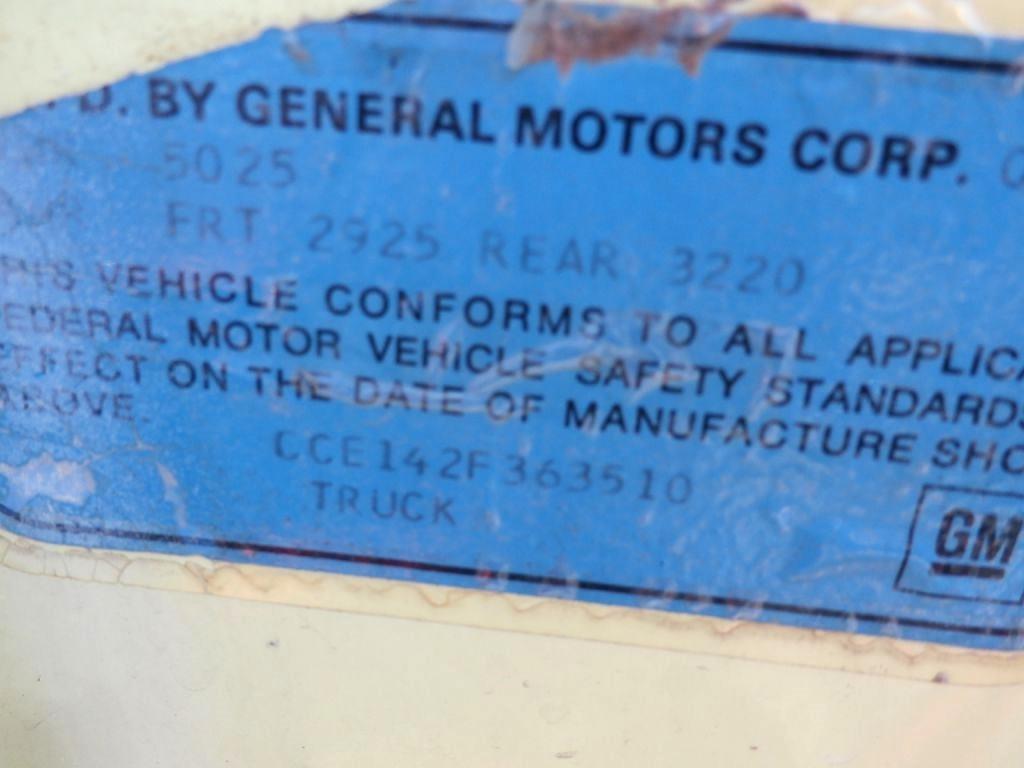 BY GENERAL MOTORS CORP. 0
5025
FRT 2925 REAR 3220
VEHICLE CONFORMS TO ALL APPLICA
EDERAL MOTOR VEHICLE SAFETY STANDARDS
EFFECT ON THE DATE OF MANUFACTURE SHO
ABOVE.
CCE142F363510
TRUCK
GM